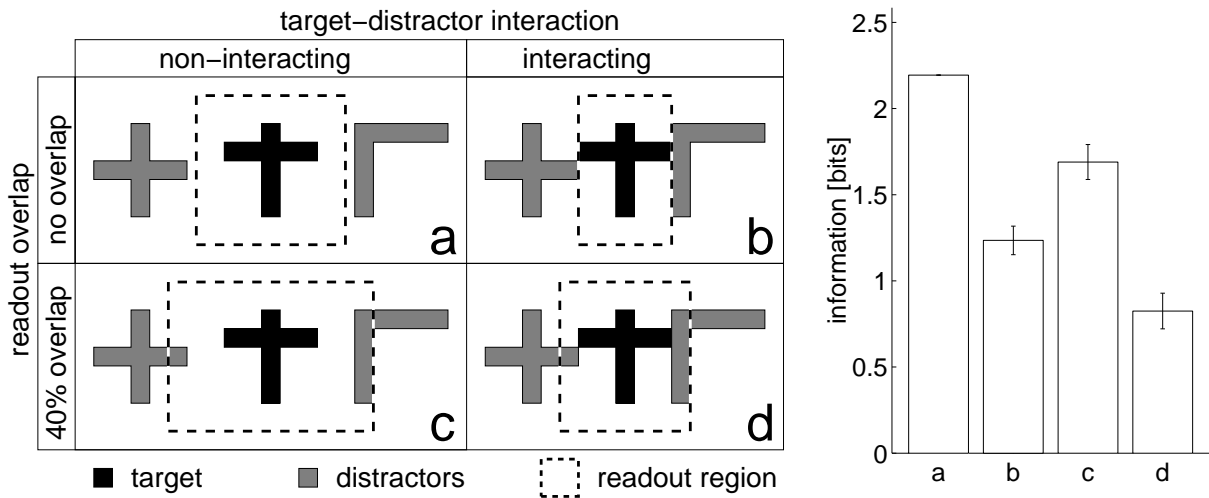 target−distractor interaction
non−interacting
interacting
readout overlap
no overlap
a
b
40% overlap
c
d
target
distractors
readout region
information [bits]
2.5
2
1.5
1
0.5
0
a b c d